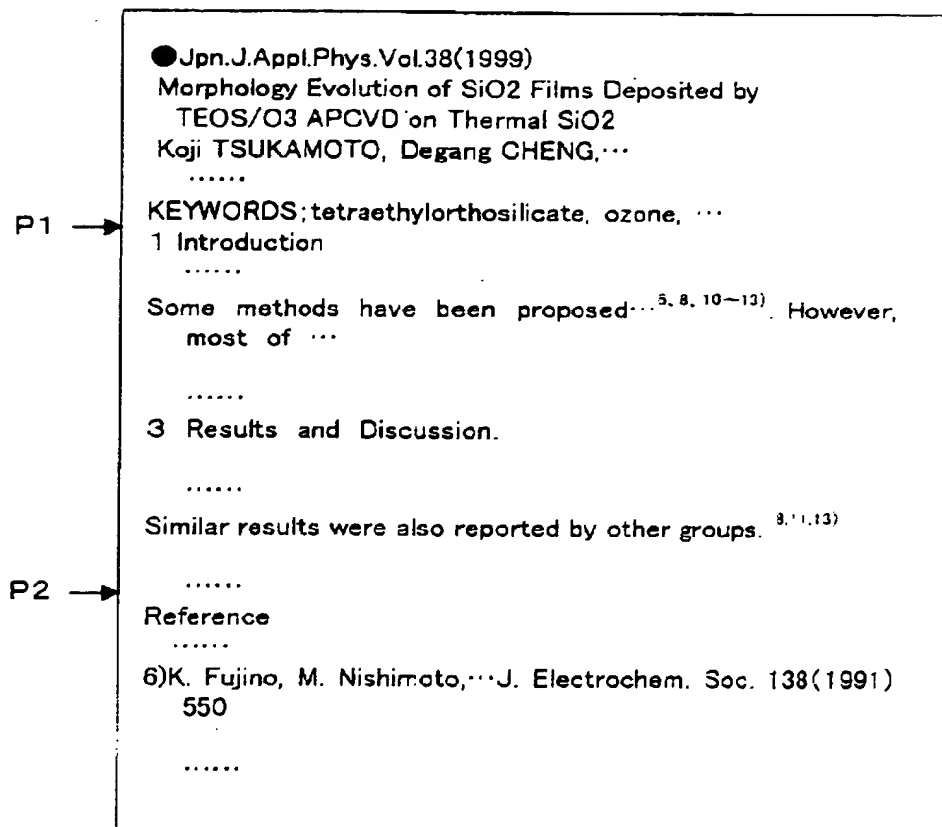 ●Jpn.J.Appl.Phys.Vol.38(1999)
Morphology Evolution of SiO2 Films Deposited by
TEOS/O3 APCVD on Thermal SiO2
Koji TSUKAMOTO, Degang CHENG,···
······
P1
KEYWORDS;tetraethylorthosilicate, ozone, ···
1 Introduction
······
Some methods have been proposed··· 10~13). However,
most of ···
······
3 Results and Discussion.
······
Similar results were also reported by other groups.
······
P2
Reference
······
6)K. Fujino, M. Nishimoto,···J. Electrochem. Soc. 138(1991)
550
······